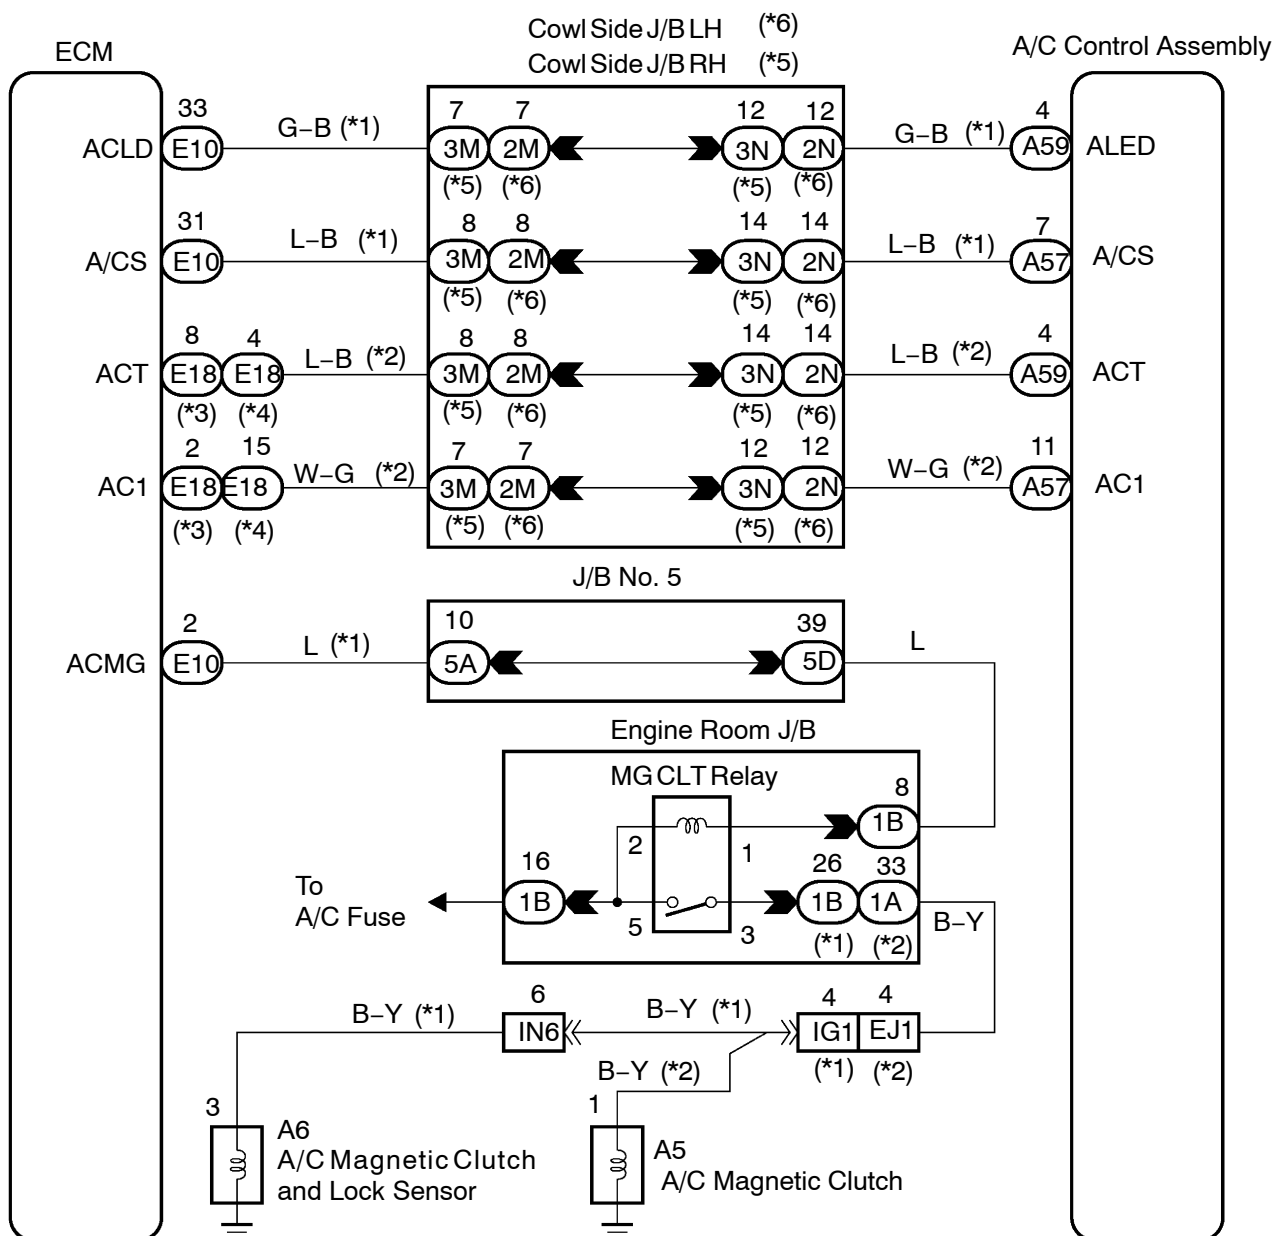 Cowl Side J/B LH (*6)
Cowl Side J/B RH (*5)
ECM
A/C Control Assembly
33
G–B (*1)
7 7
12 12
G–B (*1)
4
ACLD E10
3M 2M
3N 2N
A59 ALED
(*5) (*6)
(*5) (*6)
31
L–B (*1)
8 8
14 14
L–B (*1)
7
A/CS E10
3M 2M
3N 2N
A57 A/CS
(*5) (*6)
(*5) (*6)
8 4
L–B (*2)
8 8
14 14
L–B (*2)
4
ACT E18 E18
3M 2M
3N 2N
A59 ACT
(*3) (*4)
(*5) (*6)
(*5) (*6)
2 15
W–G (*2)
7 7
12 12
W–G (*2)
11
AC1 E18 E18
3M 2M
3N 2N
A57 AC1
(*3) (*4)
(*5) (*6)
(*5) (*6)
J/B No. 5
2
L (*1)
10
39
L
ACMG E10
5A
5D
Engine Room J/B
MG CLT Relay
8
1B
2
1
16
26 33
To
A/C Fuse
1B
5
3
1B 1A
B–Y
(*1) (*2)
B–Y (*1)
6
B–Y (*1)
4 4
IN6
IG1 EJ1
B–Y (*2)
(*1) (*2)
3
1
A6
A/C Magnetic Clutch
and Lock Sensor
A5
A/C Magnetic Clutch